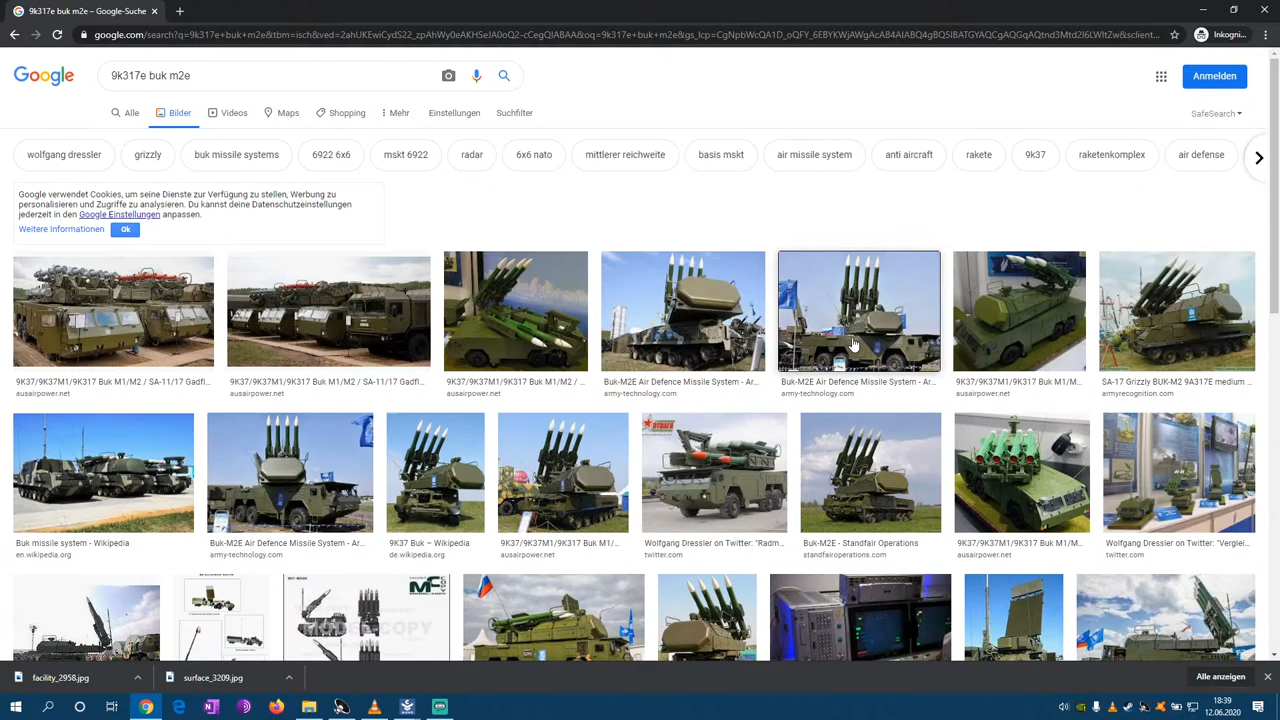 9k317e buk m2e – Google-Suche
google.com/search?q=9k317e+buk+m2e&tbm=isch&ved=2ahUKEwiCydS22_zpAhWy0eAKHSeJA0oQ2-cCegQIABAA&oq=9k317e+buk+m2e&gs_lcp=
Inkogni...
Google
9k317e buk m2e
Anmelden
Alle
Bilder
Videos
Maps
Shopping
Mehr
Einstellungen
Suchfilter
SafeSearch
wolfgang dressler
grizzly
buk missile systems
6922 6x6
mskt 6922
radar
6x6 nato
mittlerer reichweite
basis mskt
air missile system
anti aircraft
rakete
9k37
raketenkomplex
air defense
Google verwendet Cookies, um seine Dienste zur Verfügung zu stellen, Werbung zu
personalisieren und Zugriffe zu analysieren. Du kannst deine Datenschutzeinstellungen
jederzeit in den Google Einstellungen anpassen.
Weitere Informationen
Ok
9K37/9K37M1/9K317 Buk M1/M2 / SA-11/17 Gadfl...
ausairpower.net
9K37/9K37M1/9K317 Buk M1/M2 / SA-11/17 Gadfl...
ausairpower.net
9K37/9K37M1/9K317 Buk M1/M2 / ...
ausairpower.net
Buk-M2E Air Defence Missile System - Ar...
army-technology.com
Buk-M2E Air Defence Missile System - Ar...
army-technology.com
9K37/9K37M1/9K317 Buk M1/M...
ausairpower.net
SA-17 Grizzly BUK-M2 9A317E medium ...
armyrecognition.com
Buk missile system - Wikipedia
en.wikipedia.org
Buk-M2E Air Defence Missile System - Ar...
army-technology.com
9K37 Buk – Wikipedia
de.wikipedia.org
9K37/9K37M1/9K317 Buk M1/...
ausairpower.net
Wolfgang Dressler on Twitter: "Radm...
twitter.com
Buk-M2E - Standfair Operations
standfairoperations.com
9K37/9K37M1/9K317 Buk M1/M...
ausairpower.net
Wolfgang Dressler on Twitter: "Verglei...
twitter.com
facility_2958.jpg
surface_3209.jpg
Alle anzeigen
18:39
12.06.2020